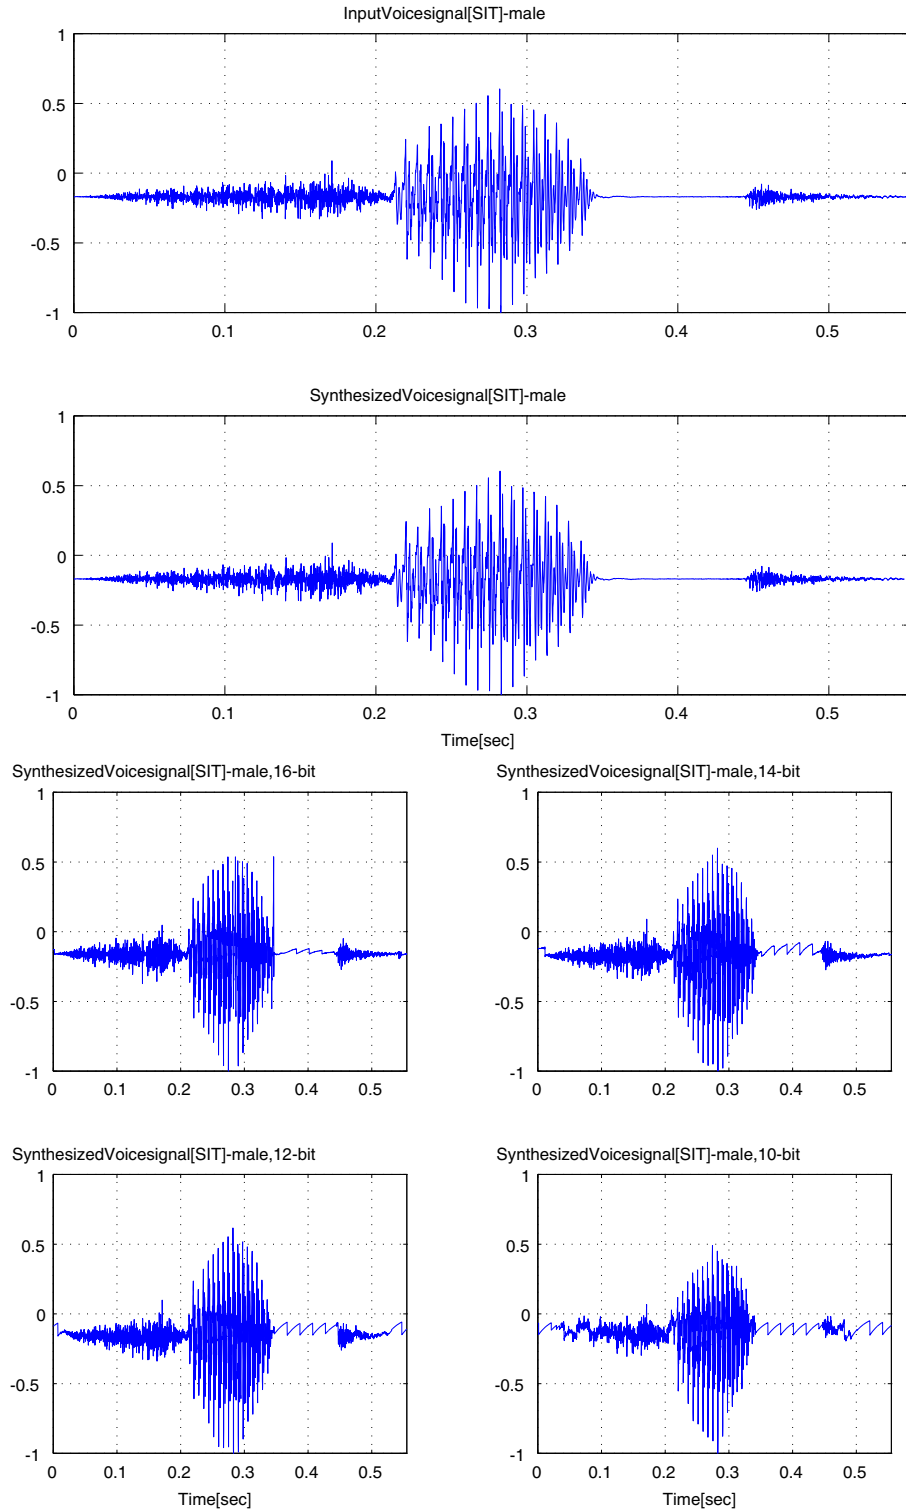 InputVoicesignal[SIT]-male
1
0.5
0
-0.5
-1
0 0.1 0.2 0.3 0.4 0.5
SynthesizedVoicesignal[SIT]-male
1
0.5
0
-0.5
-1
0 0.1 0.2 0.3 0.4 0.5
Time[sec]
SynthesizedVoicesignal[SIT]-male,16-bit
1
0.5
0
-0.5
-1
0 0.1 0.2 0.3 0.4 0.5
SynthesizedVoicesignal[SIT]-male,14-bit
1
0.5
0
-0.5
-1
0 0.1 0.2 0.3 0.4 0.5
SynthesizedVoicesignal[SIT]-male,12-bit
1
0.5
0
-0.5
-1
0 0.1 0.2 0.3 0.4 0.5
Time[sec]
SynthesizedVoicesignal[SIT]-male,10-bit
1
0.5
0
-0.5
-1
0 0.1 0.2 0.3 0.4 0.5
Time[sec]